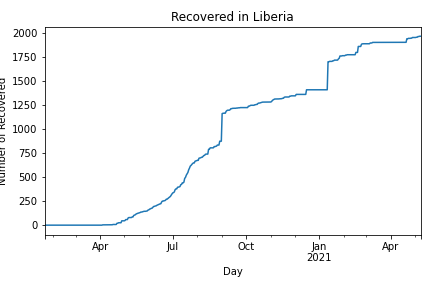 Recovered in Liberia
Number of Recovered
2000
1750
1500
1250
1000
750
500
250
0
Apr
Jul
Oct
Jan
2021
Apr
Day